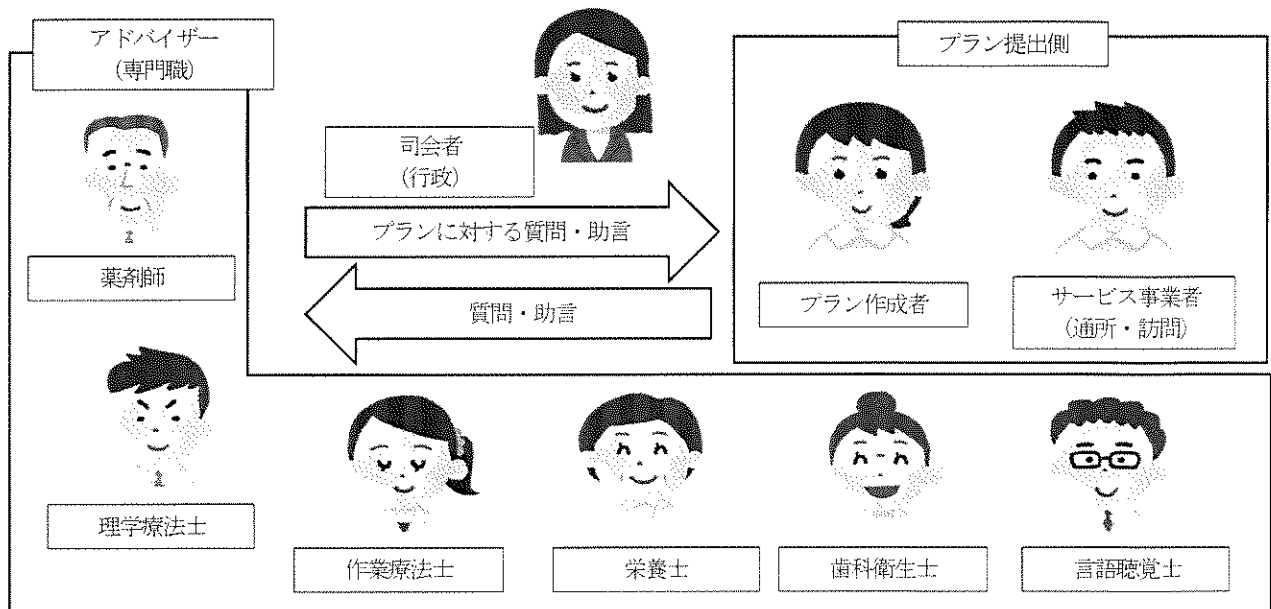 アドバイザー
(専門職)
薬剤師
理学療法士
作業療法士
栄養士
歯科衛生士
言語聴覚士
司会者
(行政)
プランに対する質問・助言
質問・助言
プラン提出側
プラン作成者
サービス事業者
(通所・訪問)